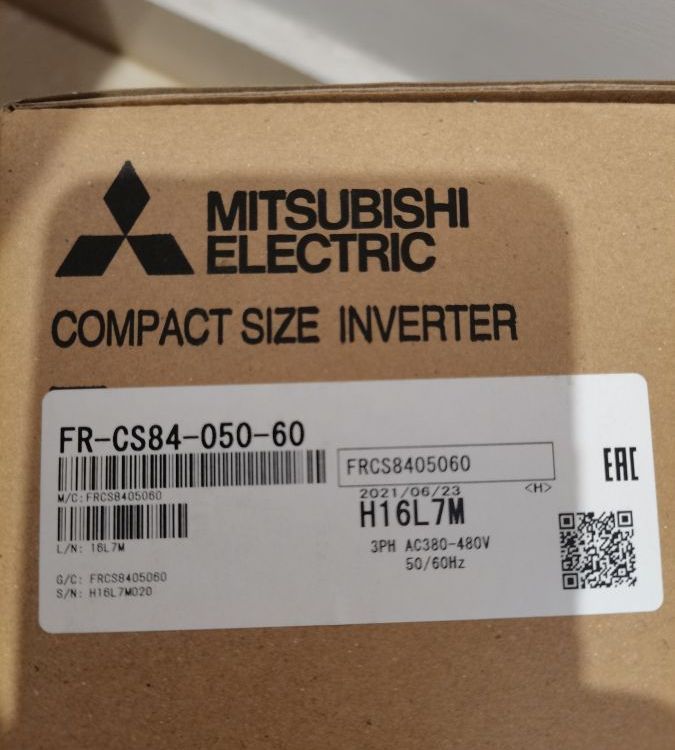 MITSUBISHI
ELECTRIC
COMPACT SIZE INVERTER
FR-CS84-050-60
M/C: FRCS8405060
L/N: 16L7M
G/C: FRCS8405060
S/N: H16L7M020
FRCS8405060
2021/06/23 <H>
H16L7M
3PH AC380-480V
50/60Hz
EAC